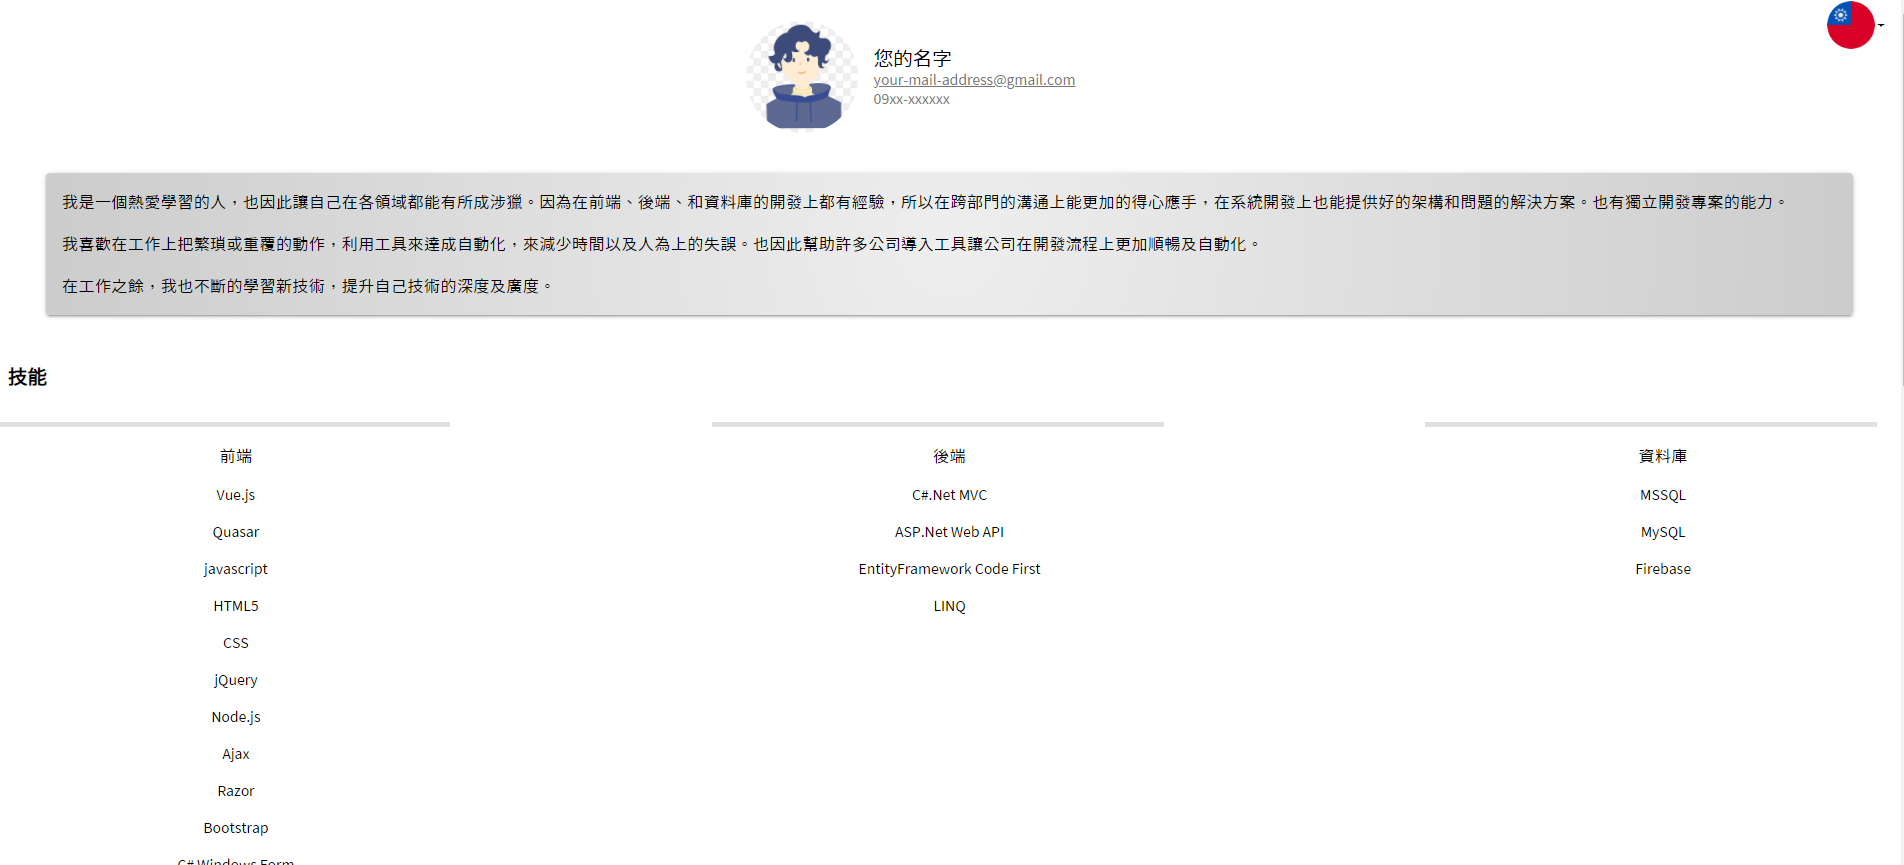 您的名字
your-mail-address@gmail.com
09xx-xxxxxx
我是一個熱愛學習的人，也因此讓自己在各領域都能有所成涉獵。因為在前端、後端、和資料庫的開發上都有經驗，所以在跨部門的溝通上能更加的得心應手，在系統開發上也能提供好的架構和問題的解決方案。也有獨立開發專案的能力。
我喜歡在工作上把繁瑣或重覆的動作，利用工具來達成自動化，來減少時間以及人為上的失誤。也因此幫助許多公司導入工具讓公司在開發流程上更加順暢及自動化。
在工作之餘，我也不斷的學習新技術，提升自己技術的深度及廣度。
技能
前端
Vue.js
Quasar
javascript
HTML5
CSS
jQuery
Node.js
Ajax
Razor
Bootstrap
C# Windows Form
後端
C#.Net MVC
ASP.Net Web API
EntityFramework Code First
LINQ
資料庫
MSSQL
MySQL
Firebase